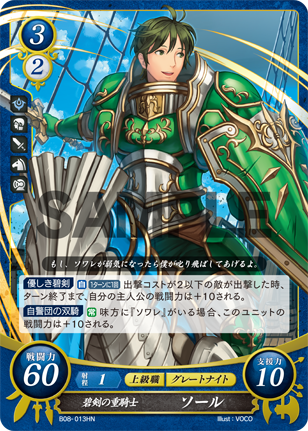 3
2
SAMPLE
もし、ソワレが弱気になったら僕が叱り飛ばしてあげるよ。
優しき碧剣 自 1ターンに1回 出撃コストが2以下の敵が出撃した時、
ターン終了まで、自分の主人公の戦闘力は+10される。
自警団の双騎 常 味方に『ソワレ』がいる場合、このユニットの
戦闘力は+10される。
戦闘力
60
射程 1
上級職 グレートナイト
支援力
10
碧剣の重騎士 ソール
B08-013HN
Illust:VOCO